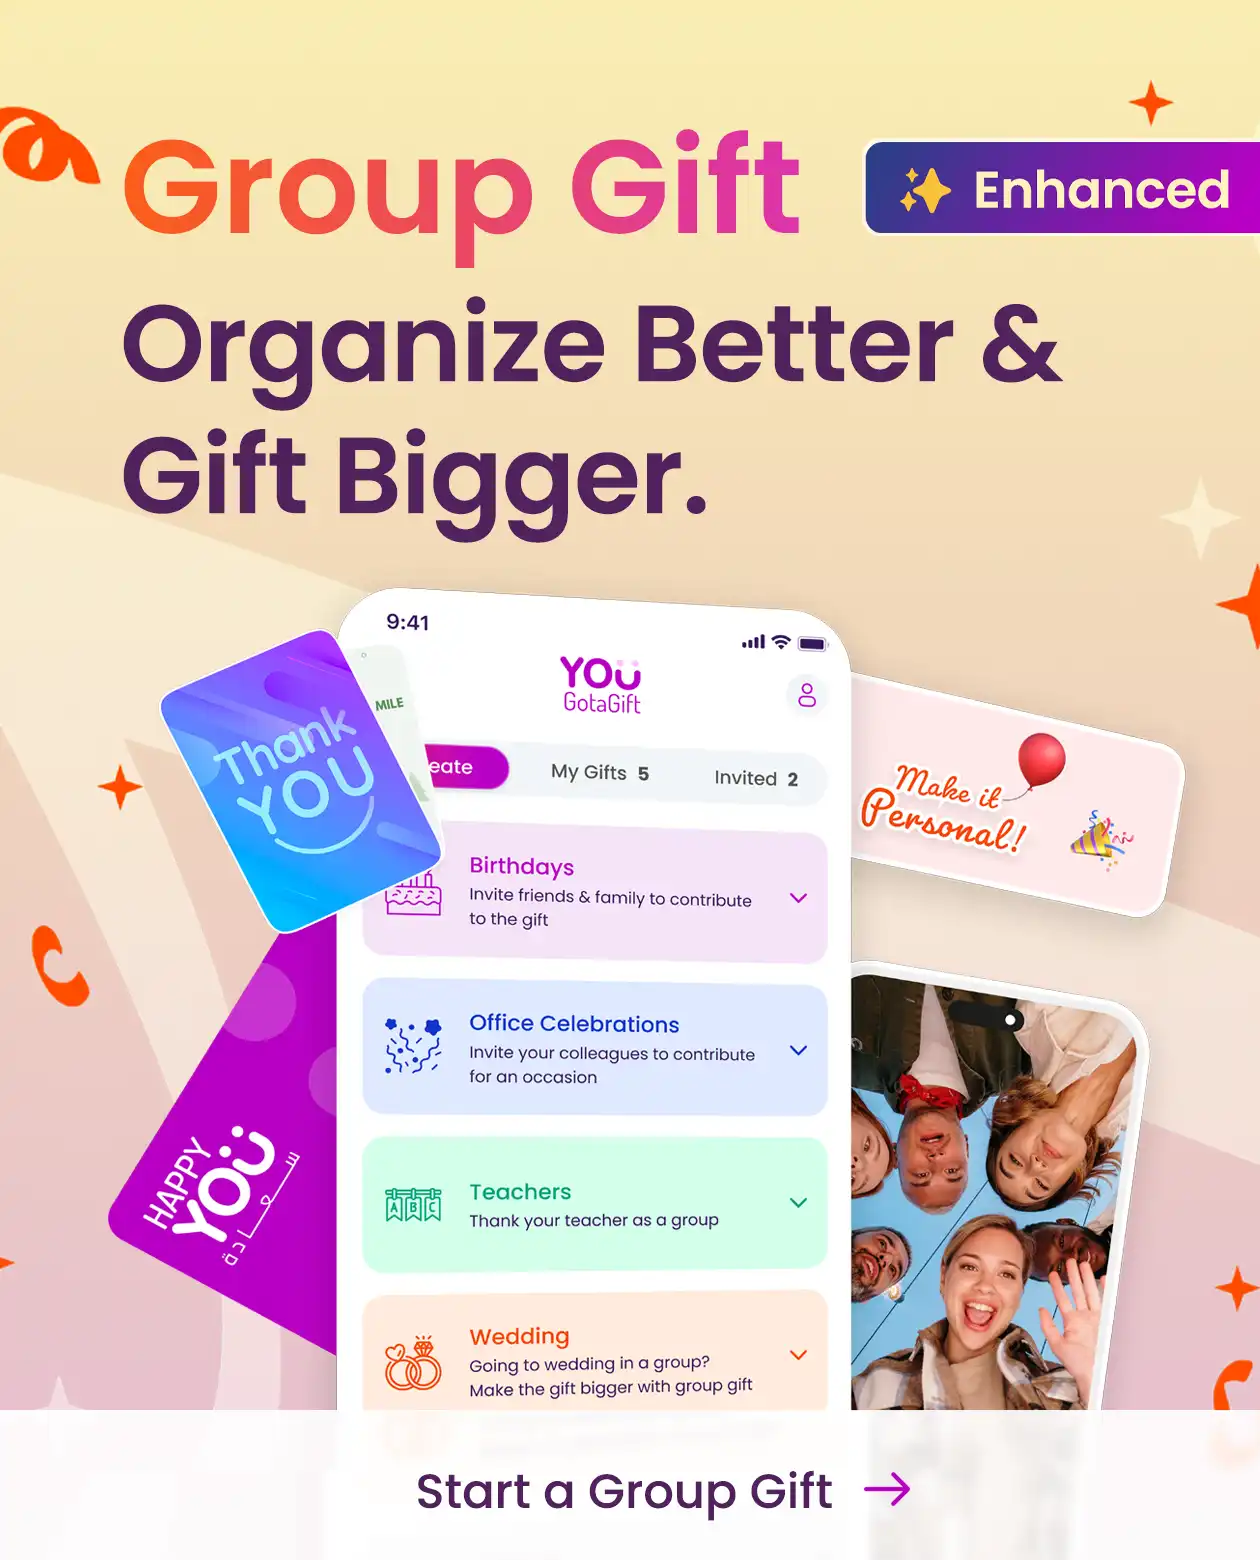 Group Gift
Enhanced
Organize Better &
Gift Bigger.
9:41
YOU
GotaGift
MILE
Thank
YOU
eate
My Gifts 5
Invited 2
Make it
Personal!
Birthdays
Invite friends & family to contribute
to the gift
Office Celebrations
Invite your colleagues to contribute
for an occasion
HAPPY
YOU
سعادة
ABC
Teachers
Thank your teacher as a group
Wedding
Going to wedding in a group?
Make the gift bigger with group gift
Start a Group Gift